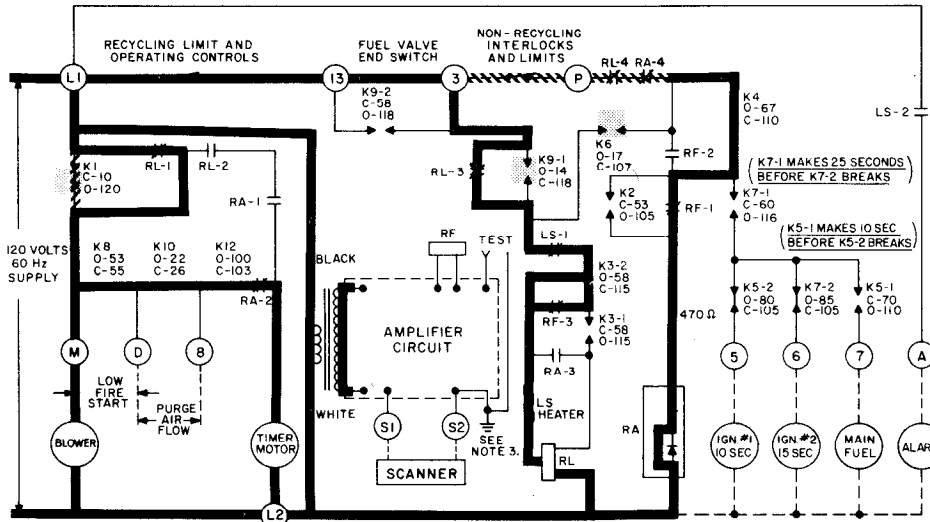 RECYCLING LIMIT AND
OPERATING CONTROLS
FUEL VALVE
END SWITCH
NON-RECYCLING
INTERLOCKS
AND LIMITS
L1
13
3
P
RL-4
RA-4
K9-2
C-58
O-118
K4
O-67
C-110
LS-2
K1
C-10
O-120
RL-1
RL-2
RL-3
K9-1
O-14
C-118
K6
O-17
C-107
RF-2
K2
C-53
O-105
RF-1
(K7-1 MAKES 25 SECONDS
BEFORE K7-2 BREAKS)
K7-1
C-60
O-116
RA-1
120 VOLTS
60 Hz
SUPPLY
K8
O-53
C-55
K10
O-22
C-26
K12
O-100
C-103
RA-2
BLACK
RF
TEST
LS-1
K3-2
O-58
C-115
(K5-1 MAKES 10 SEC
BEFORE K5-2 BREAKS)
AMPLIFIER
CIRCUIT
RF-3
K3-1
C-58
O-115
470Ω
K5-2
O-80
C-105
K7-2
O-85
C-105
K5-1
C-70
O-110
M
D
8
RA-3
5
6
7
A
LOW
FIRE
START
PURGE
AIR
FLOW
WHITE
LS
HEATER
S1
S2
SEE
NOTE 3.
RL
RA
BLOWER
TIMER
MOTOR
SCANNER
IGN #1
10 SEC
IGN #2
15 SEC
MAIN
FUEL
ALARM
L2